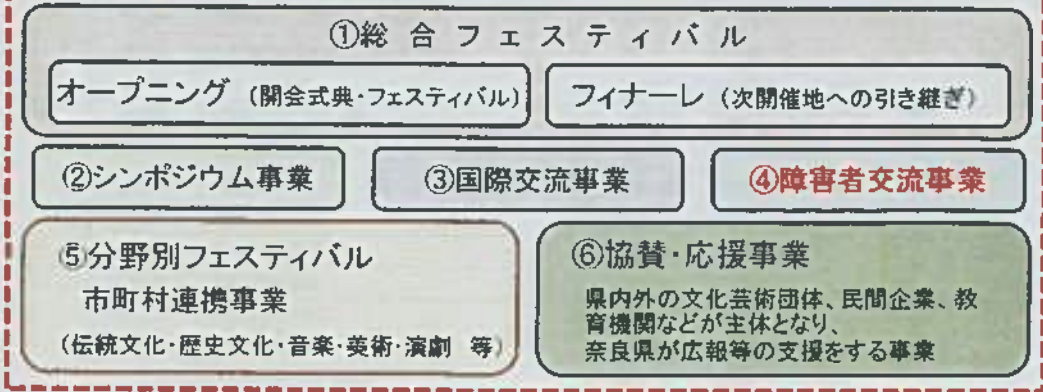 ①総合フェスティバル
オープニング（開会式典･フェスティバル）
フィナーレ（次開催地への引き継ぎ）
②シンポジウム事業
③国際交流事業
④障害者交流事業
⑤分野別フェスティバル
市町村連携事業
（伝統文化･歴史文化･音楽･美術･演劇 等）
⑥協賛･応援事業
県内外の文化芸術団体、民間企業、教
育機関などが主体となり、
奈良県が広報等の支援をする事業